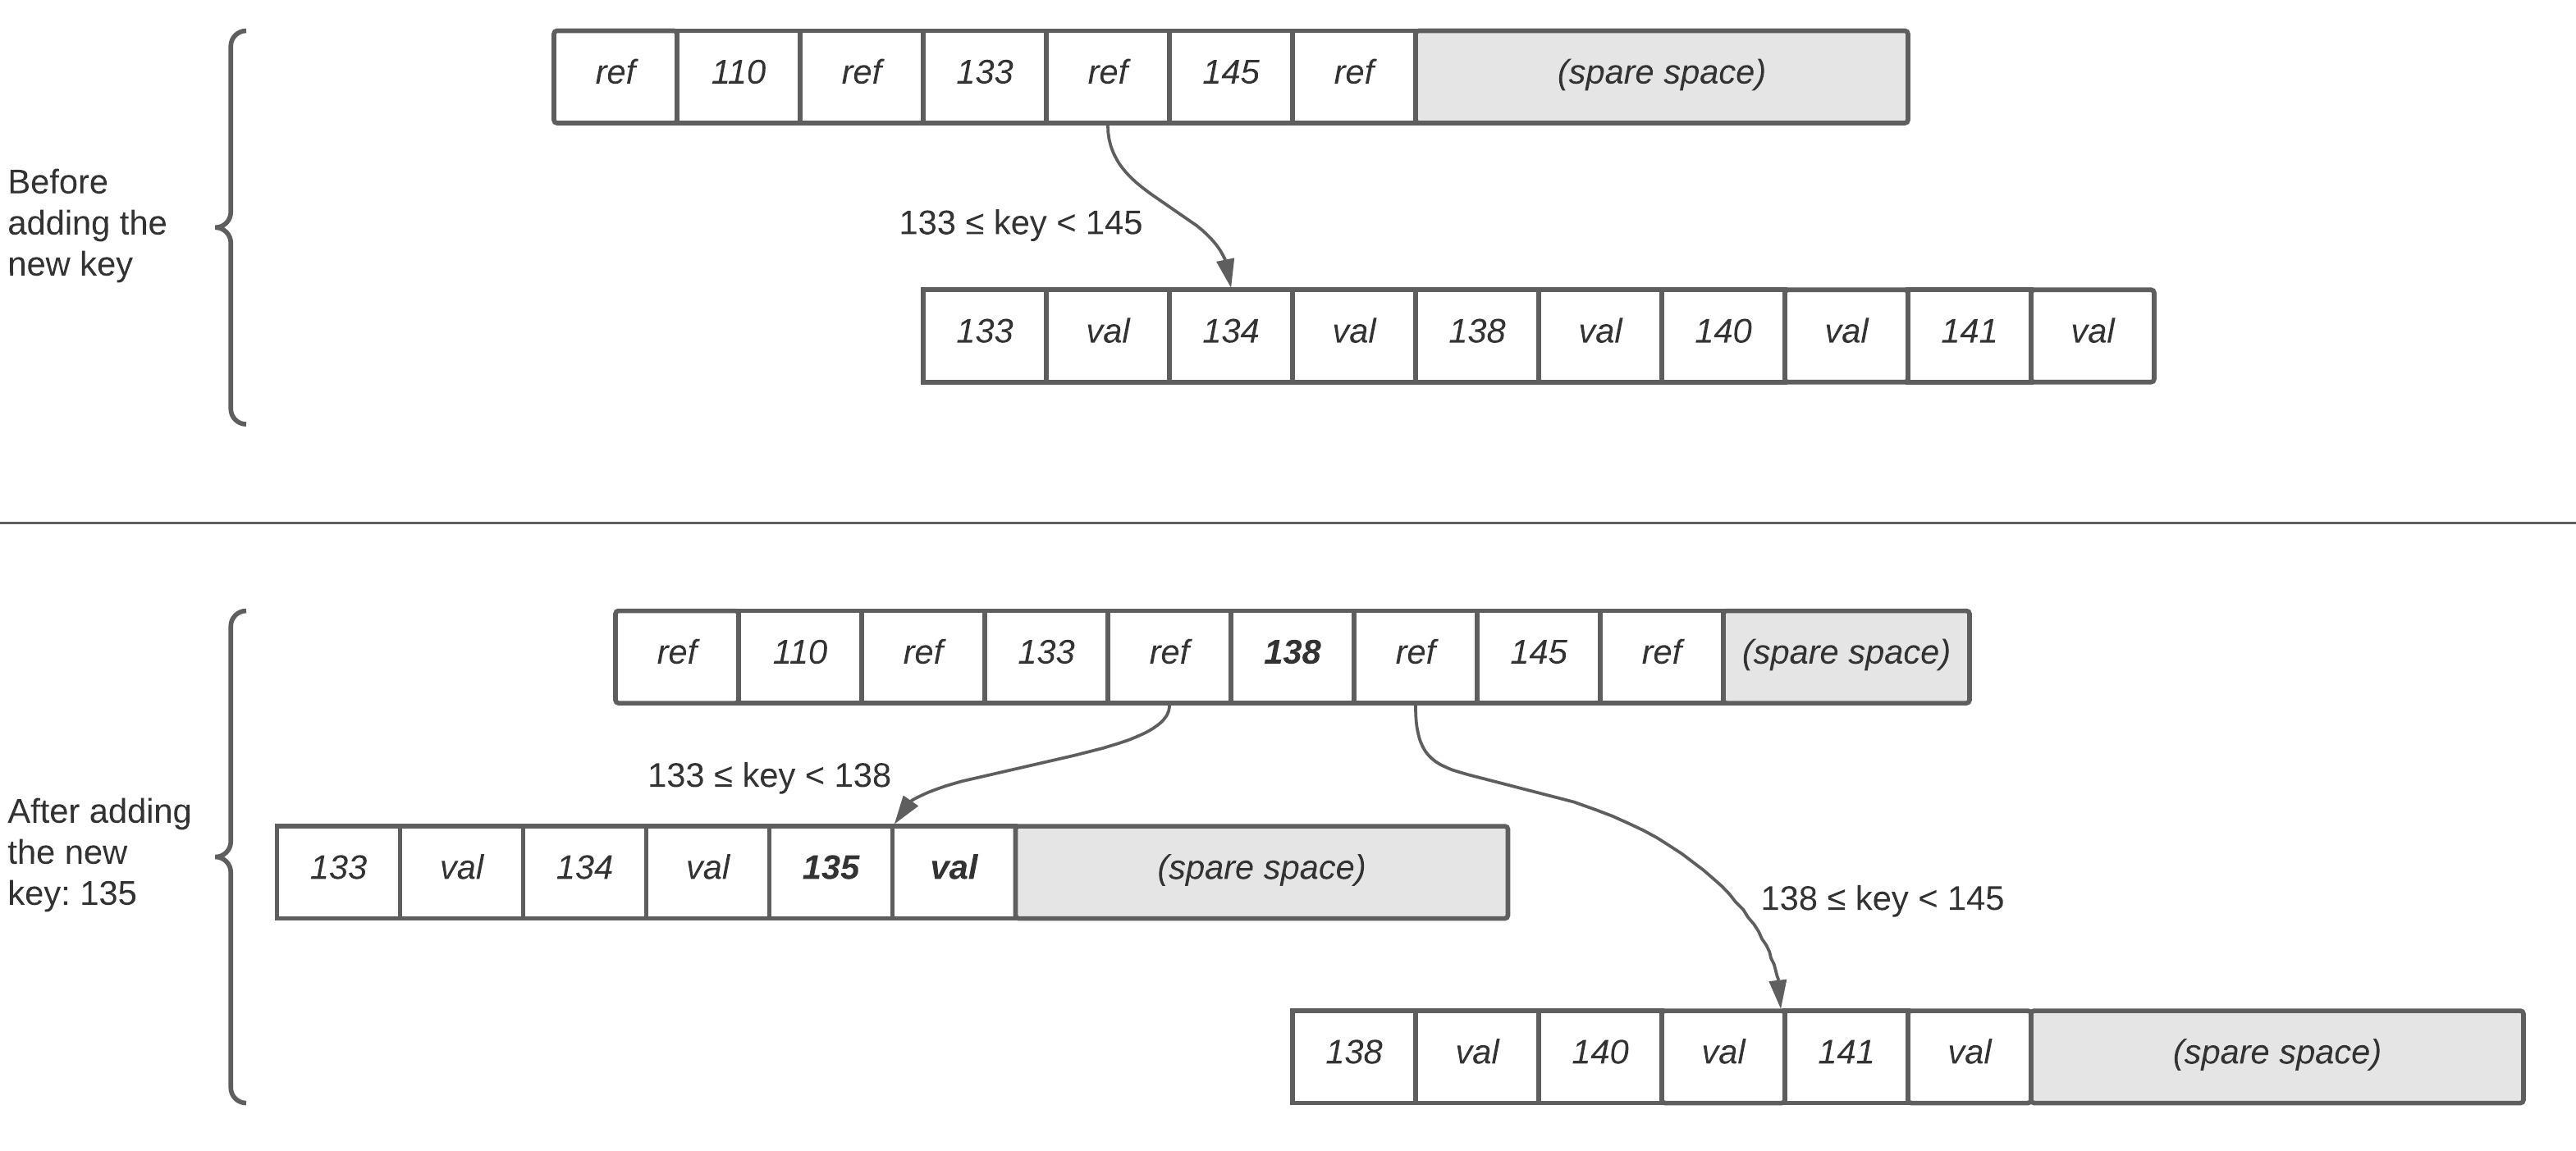 ref 110 ref 133 ref 145 ref (spare space)
Before
adding the
new key
133 ≤ key < 145
133 val 134 val 138 val 140 val 141 val
ref 110 ref 133 ref 138 ref 145 ref (spare space)
133 ≤ key < 138
After adding
the new
key: 135
133 val 134 val 135 val (spare space)
138 ≤ key < 145
138 val 140 val 141 val (spare space)